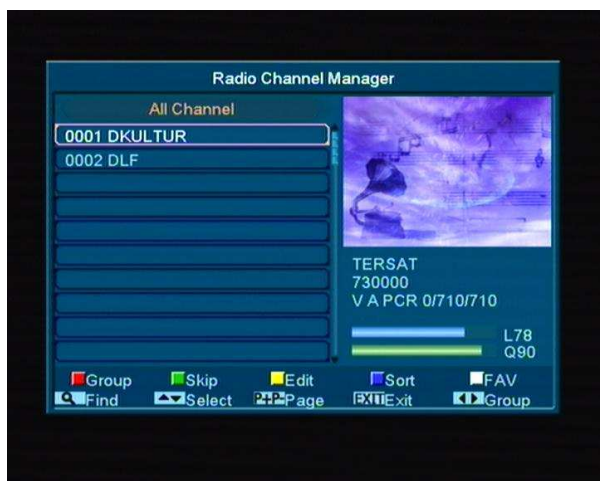 Radio Channel Manager
All Channel
0001 DKULTUR
0002 DLF
TERSAT
730000
V A PCR 0/710/710
L78
Q90
Group Skip Edit Sort FAV
Find Select P+P- Page EXIT Exit Group